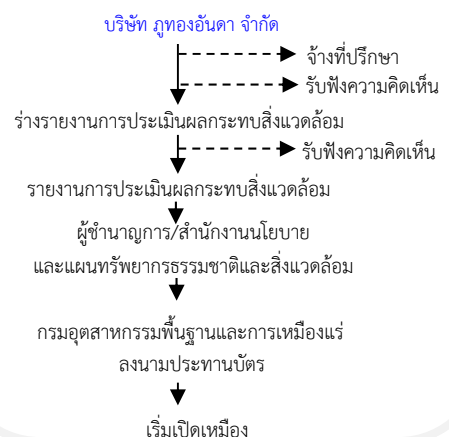 บริษัท ภูทองอันดา จำกัด
จ้างที่ปรึกษา
รับฟังความคิดเห็น
ร่างรายงานการประเมินผลกระทบสิ่งแวดล้อม
รับฟังความคิดเห็น
รายงานการประเมินผลกระทบสิ่งแวดล้อม
ผู้ชำนาญการ/สำนักงานนโยบาย
และแผนทรัพยากรธรรมชาติและสิ่งแวดล้อม
กรมอุตสาหกรรมพื้นฐานและการเหมืองแร่
ลงนามประทานบัตร
เริ่มเปิดเหมือง